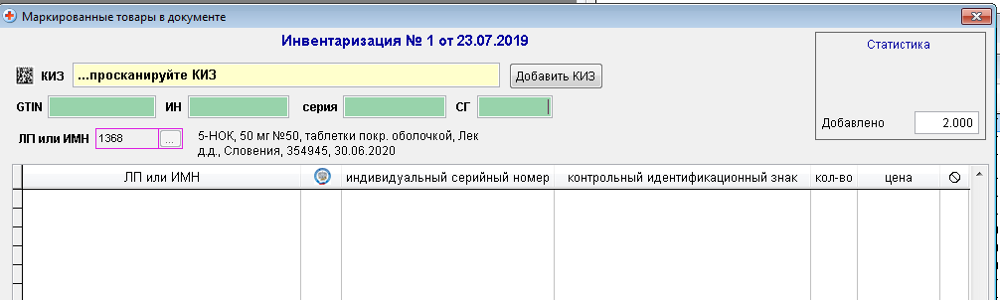 Маркированные товары в документе
Инвентаризация № 1 от 23.07.2019
Статистика
КИЗ ...просканируйте КИЗ Добавить КИЗ
GTIN ИН серия СГ
Добавлено 2.000
ЛП или ИМН 1368 ... 5-НОК, 50 мг №50, таблетки покр. оболочкой, Лек
д.д., Словения, 354945, 30.06.2020
ЛП или ИМН индивидуальный серийный номер контрольный идентификационный знак кол-во цена